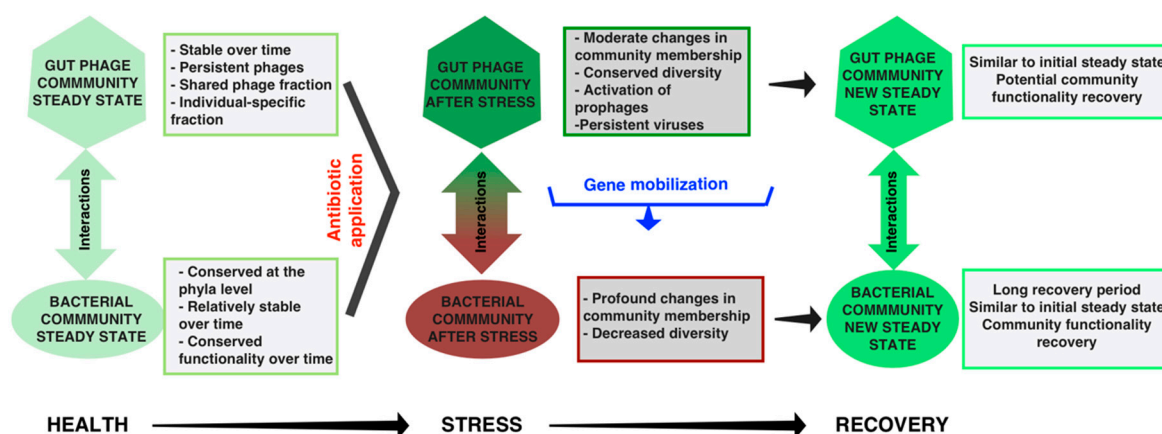 GUT PHAGE
COMMMUNITY
STEADY STATE
- Stable over time
- Persistent phages
- Shared phage fraction
- Individual-specific
fraction
Interactions
BACTERIAL
COMMMUNITY
STEADY STATE
- Conserved at the
phyla level
- Relatively stable
over time
- Conserved
functionality over time
Antibiotic
application
GUT PHAGE
COMMMUNITY
AFTER STRESS
- Moderate changes in
community membership
- Conserved diversity
- Activation of
prophages
-Persistent viruses
Interactions
Gene mobilization
BACTERIAL
COMMMUNITY
AFTER STRESS
- Profound changes in
community membership
- Decreased diversity
GUT PHAGE
COMMMUNITY
NEW STEADY
STATE
Similar to initial steady state
Potential community
functionality recovery
Interactions
BACTERIAL
COMMMUNITY
NEW STEADY
STATE
Long recovery period
Similar to initial steady state
Community functionality
recovery
HEALTH
STRESS
RECOVERY